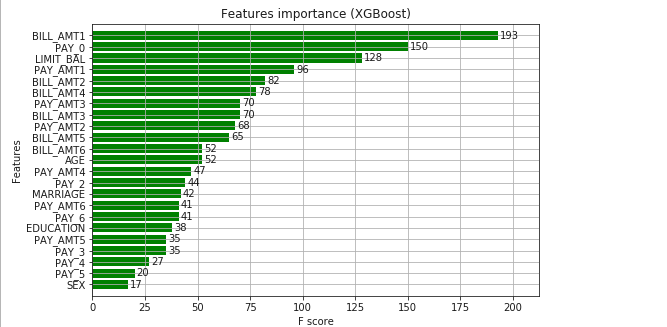 Features importance (XGBoost)
BILL_AMT1 193
PAY_0 150
LIMIT_BAL 128
PAY_AMT1 96
BILL_AMT2 82
BILL_AMT4 78
PAY_AMT3 70
BILL_AMT3 70
PAY_AMT2 68
BILL_AMT5 65
BILL_AMT6 52
AGE 52
PAY_AMT4 47
PAY_2 44
MARRIAGE 42
PAY_AMT6 41
PAY_6 41
EDUCATION 38
PAY_AMT5 35
PAY_3 35
PAY_4 27
PAY_5 20
SEX 17
Features
0 25 50 75 100 125 150 175 200
F score